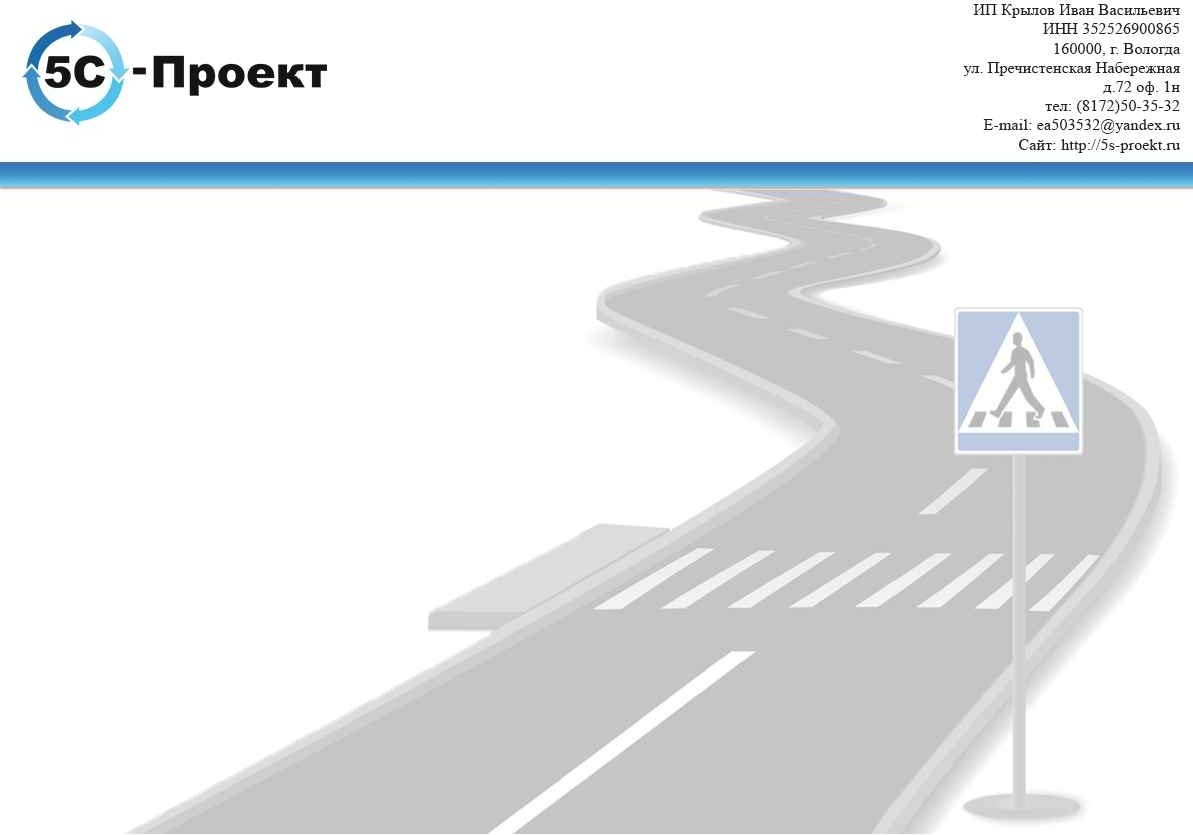 5С-Проект
ИП Крылов Иван Васильевич
ИНН 352526900865
160000, г. Вологда
ул. Пречистенская Набережная
д.72 оф. 1н
тел: (8172)50-35-32
E-mail: ea503532@yandex.ru
Сайт: http://5s-proekt.ru